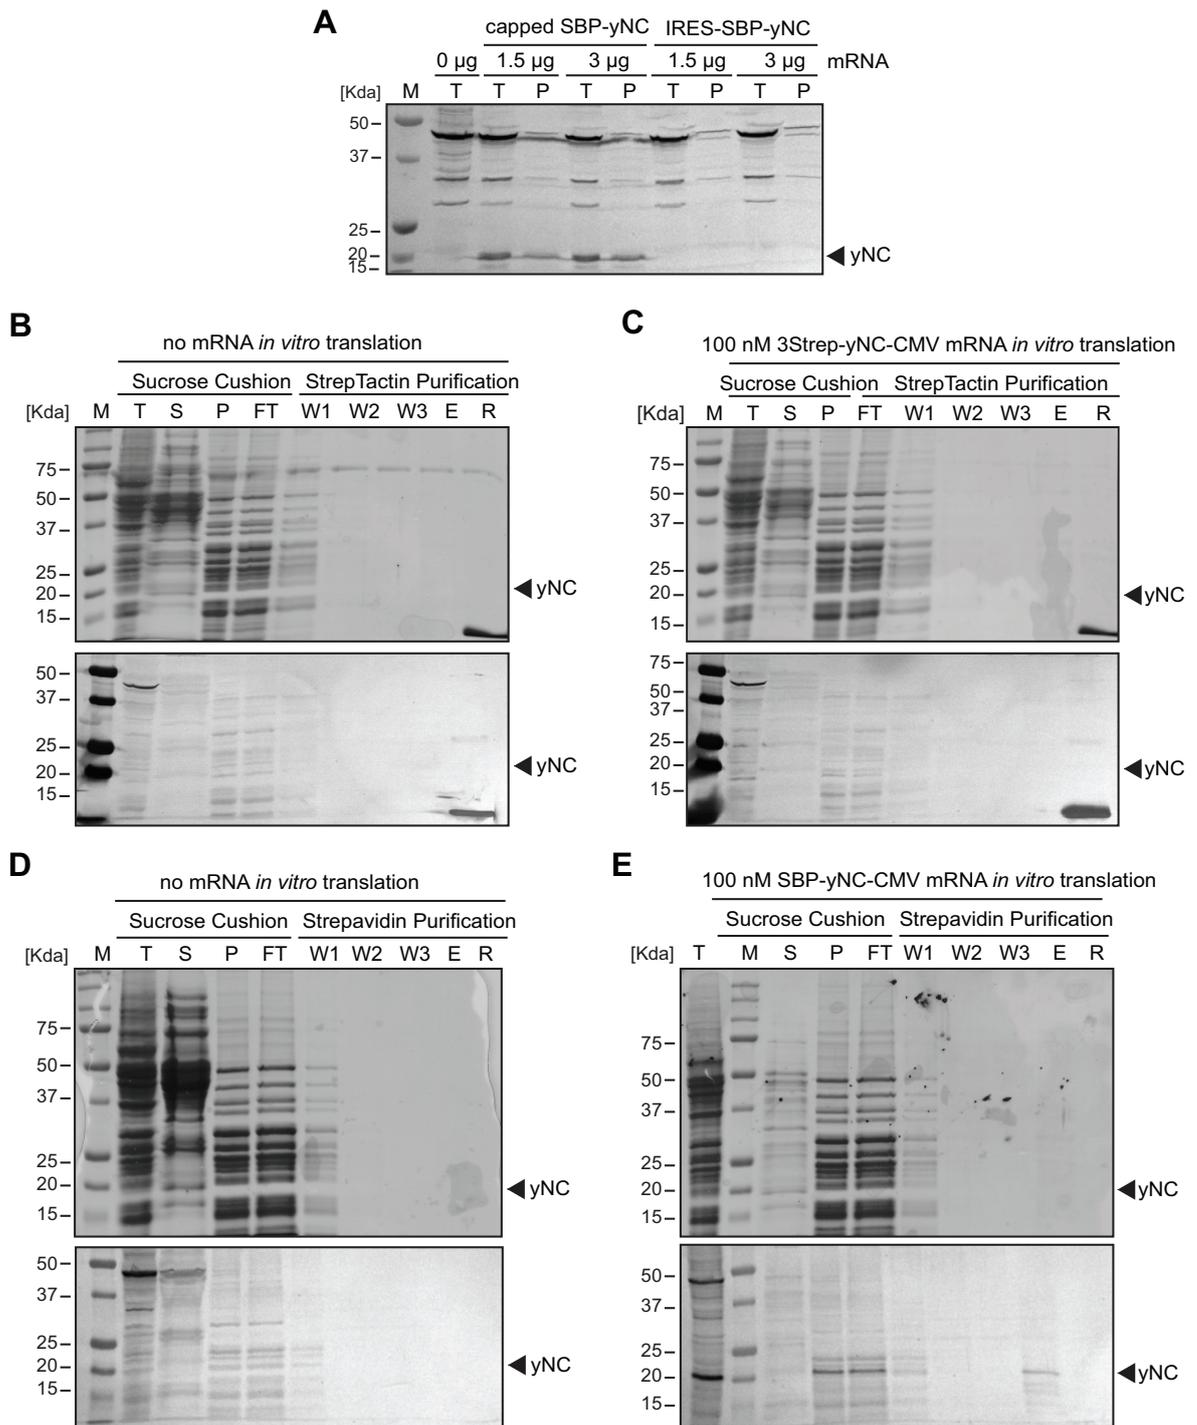 A
capped SBP-yNC IRES-SBP-yNC
0 µg 1.5 µg 3 µg 1.5 µg 3 µg mRNA
[Kda] M T T P T P T P T P
50
37
25
20
15
yNC
B
no mRNA in vitro translation
Sucrose Cushion StrepTactin Purification
[Kda] M T S P FT W1 W2 W3 E R
75
50
37
25
20
15
yNC
50
37
25
20
15
yNC
C
100 nM 3Strep-yNC-CMV mRNA in vitro translation
Sucrose Cushion StrepTactin Purification
[Kda] M T S P FT W1 W2 W3 E R
75
50
37
25
20
15
yNC
75
50
37
25
20
15
yNC
D
no mRNA in vitro translation
Sucrose Cushion Strepavidin Purification
[Kda] M T S P FT W1 W2 W3 E R
75
50
37
25
20
15
yNC
50
37
25
20
15
yNC
E
100 nM SBP-yNC-CMV mRNA in vitro translation
Sucrose Cushion Strepavidin Purification
[Kda] T M S P FT W1 W2 W3 E R
75
50
37
25
20
15
yNC
50
37
25
20
15
yNC